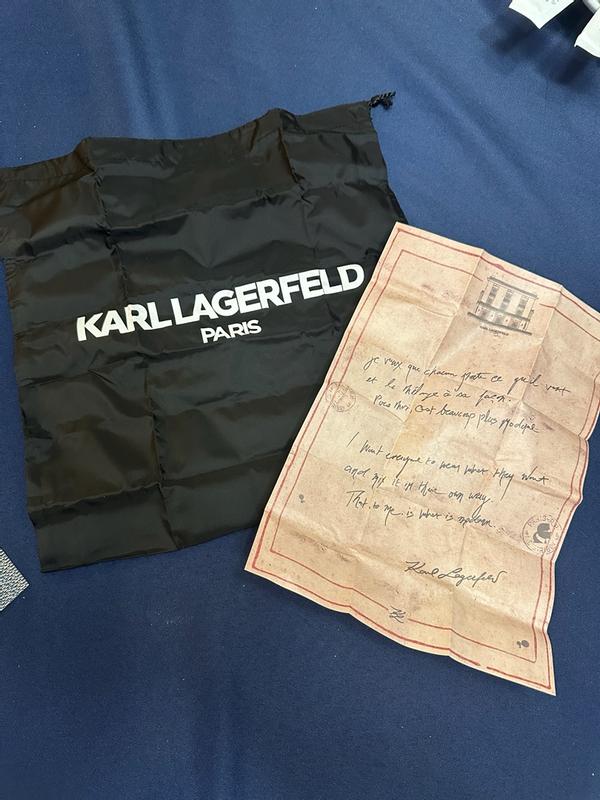 KARL LAGERFELD
PARIS
KARL LAGERFELD
je veux que chacun porte ce qu'il veut
et le mélange à sa façon.
Pour moi, c'est beaucoup plus moderne
I want everyone to wear what they want
and mix it in their own way.
That, to me, is what is modern.
Karl Lagerfeld